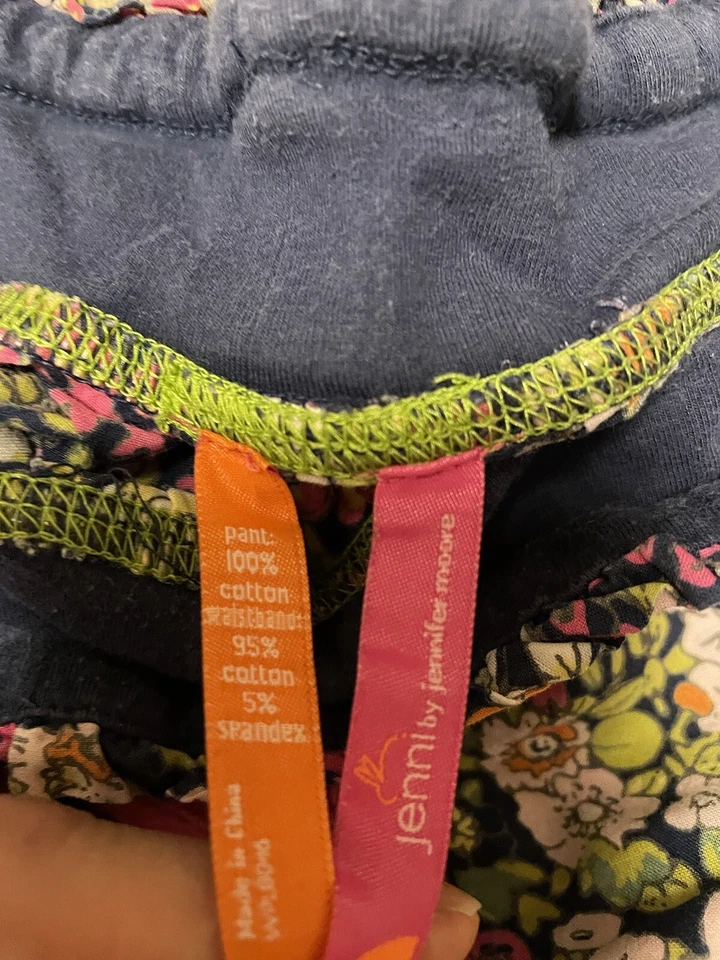 pant:
100%
cotton
waistband:
95%
cotton
5%
spandex
Made in China
jenni by jennifer moore